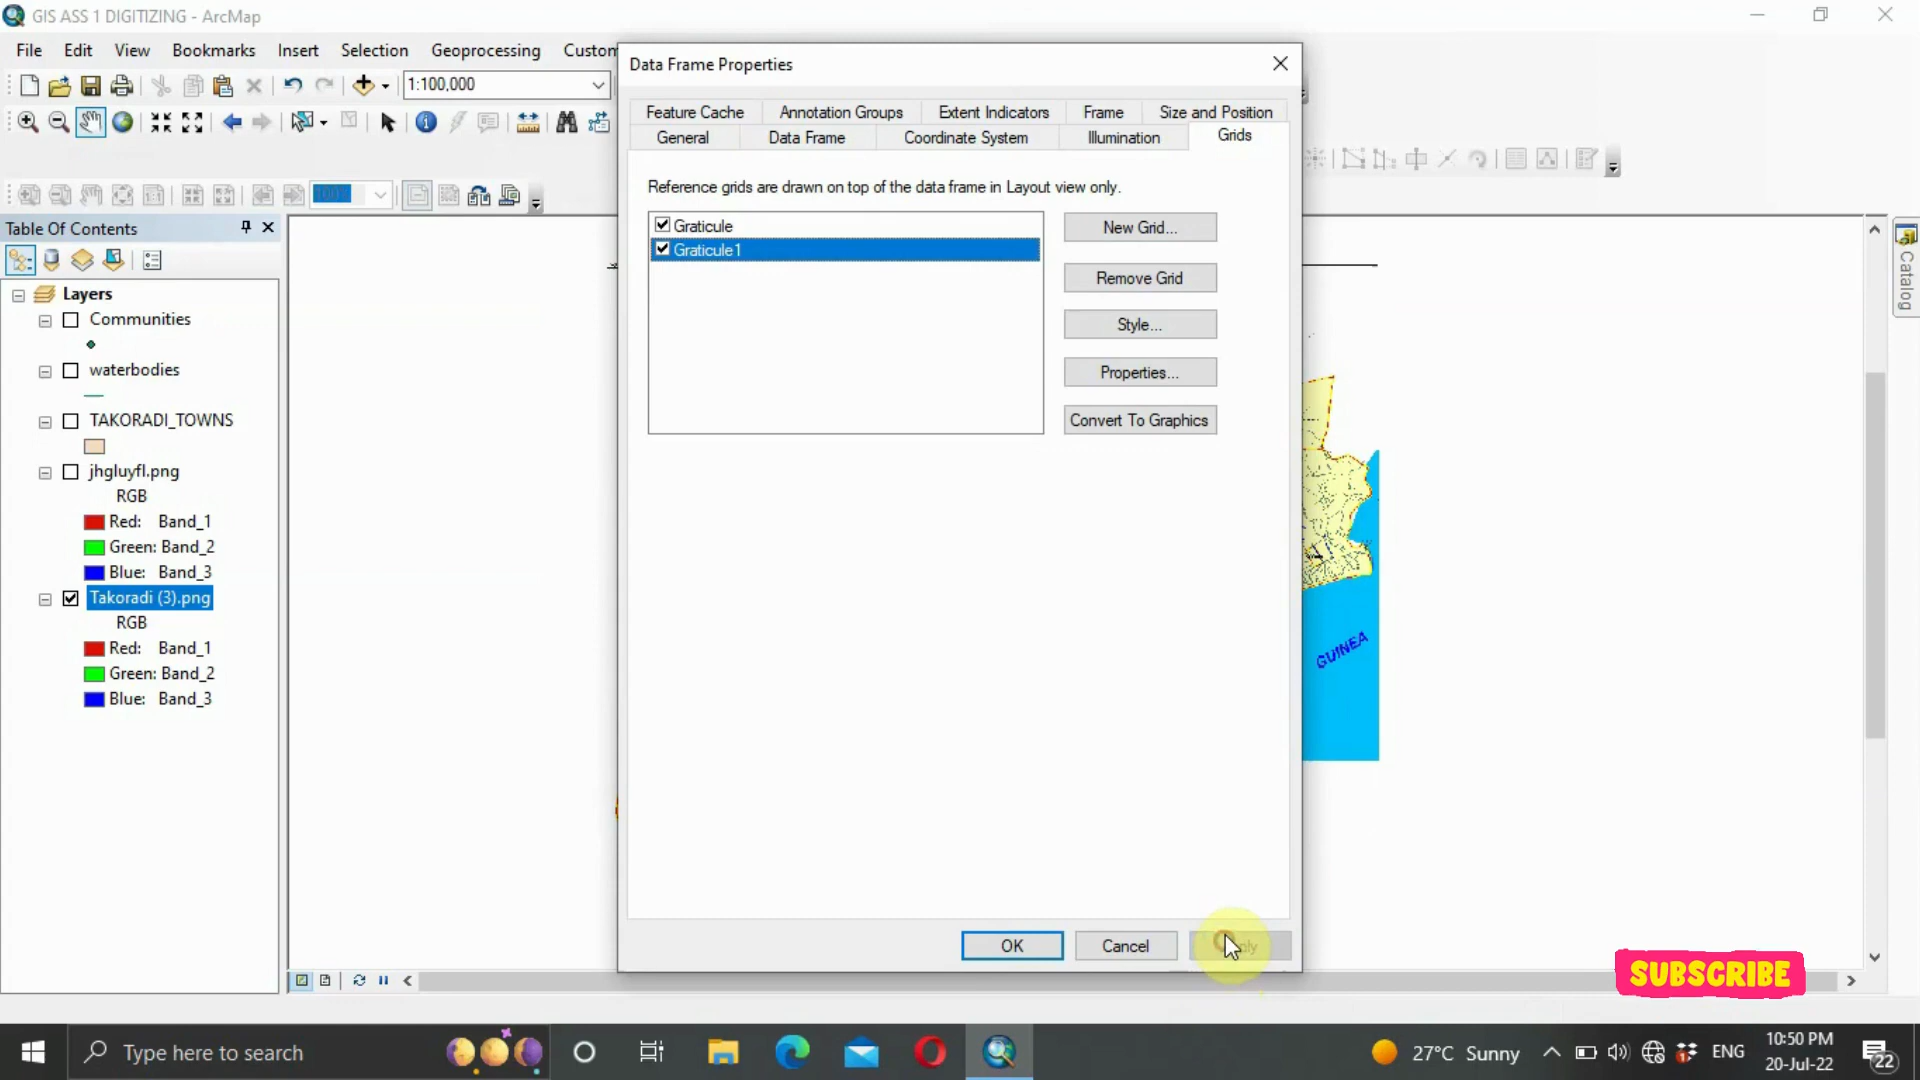 GIS ASS 1 DIGITIZING - ArcMap
File Edit View Bookmarks Insert Selection Geoprocessing
1:100,000
Data Frame Properties
Feature Cache Annotation Groups Extent Indicators Frame Size and Position
General Data Frame Coordinate System Illumination Grids
Reference grids are drawn on top of the data frame in Layout view only.
Graticule
Graticule1
New Grid...
Remove Grid
Style...
Properties...
Convert To Graphics
OK
Cancel
Table Of Contents
Layers
Communities
waterbodies
TAKORADI_TOWNS
jhgluyfl.png
RGB
Red: Band_1
Green: Band_2
Blue: Band_3
Takoradi (3).png
RGB
Red: Band_1
Green: Band_2
Blue: Band_3
Catalog
GUINEA
SUBSCRIBE
Type here to search
27°C Sunny
ENG
10:50 PM
20-Jul-22
22